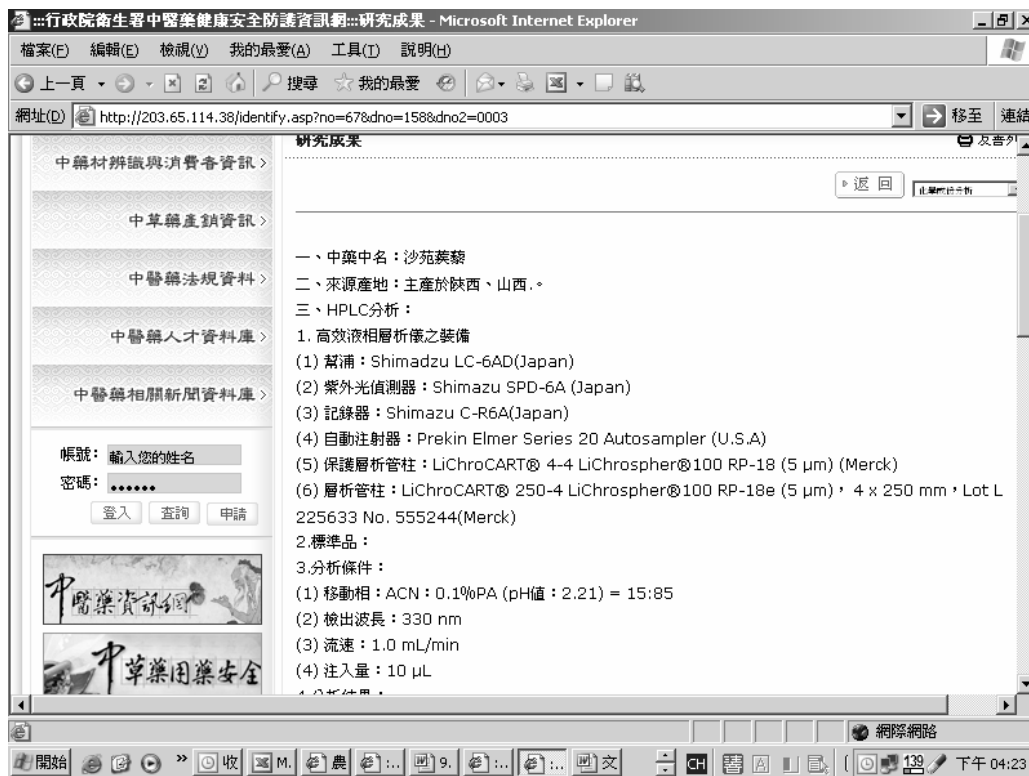 :::行政院衛生署中醫藥健康安全防護資訊網:::研究成果 - Microsoft Internet Explorer
檔案(F) 編輯(E) 檢視(V) 我的最愛(A) 工具(T) 說明(H)
上一頁 搜尋 我的最愛
網址(D) http://203.65.114.38/identify.asp?no=67&dno=158&dno2=0003 移至 連結
中藥材辨識與消費者資訊 >
中草藥產銷資訊 >
中醫藥法規資料 >
中醫藥人才資料庫 >
中醫藥相關新聞資料庫 >
帳號: 輸入您的姓名
密碼: ••••••
登入 查詢 申請
中醫藥資訊網
中草藥用藥安全
研究成果
返 回
一、中藥中名：沙苑蒺藜
二、來源產地：主產於陝西、山西.。
三、HPLC分析：
1. 高效液相層析儀之裝備
(1) 幫浦：Shimadzu LC-6AD(Japan)
(2) 紫外光偵測器：Shimazu SPD-6A (Japan)
(3) 記錄器：Shimazu C-R6A(Japan)
(4) 自動注射器：Prekin Elmer Series 20 Autosampler (U.S.A)
(5) 保護層析管柱：LiChroCART® 4-4 LiChrospher®100 RP-18 (5 µm) (Merck)
(6) 層析管柱：LiChroCART® 250-4 LiChrospher®100 RP-18e (5 µm)， 4 x 250 mm，Lot L
225633 No. 555244(Merck)
2.標準品：
3.分析條件：
(1) 移動相：ACN：0.1%PA (pH值：2.21) = 15:85
(2) 檢出波長：330 nm
(3) 流速：1.0 mL/min
(4) 注入量：10 µL
網際網路
開始 » 收 M. 農 :.. 9. :.. :.. 文 CH 139 下午 04:23